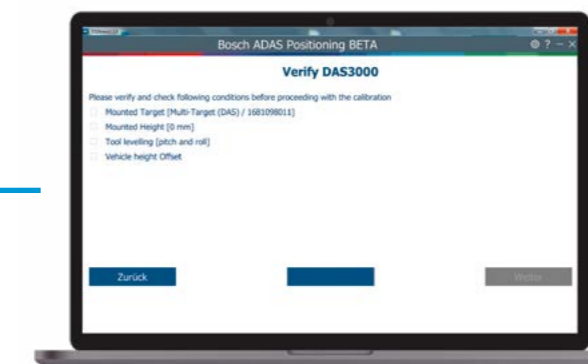 Bosch ADAS Positioning BETA
Verify DAS3000
Please verify and check following conditions before proceeding with the calibration
Mounted Target [Multi-Target (DAS) / 1681098011]
Mounted Height [0 mm]
Tool levelling [pitch and roll]
Vehicle height Offset
Zurück
Weiter